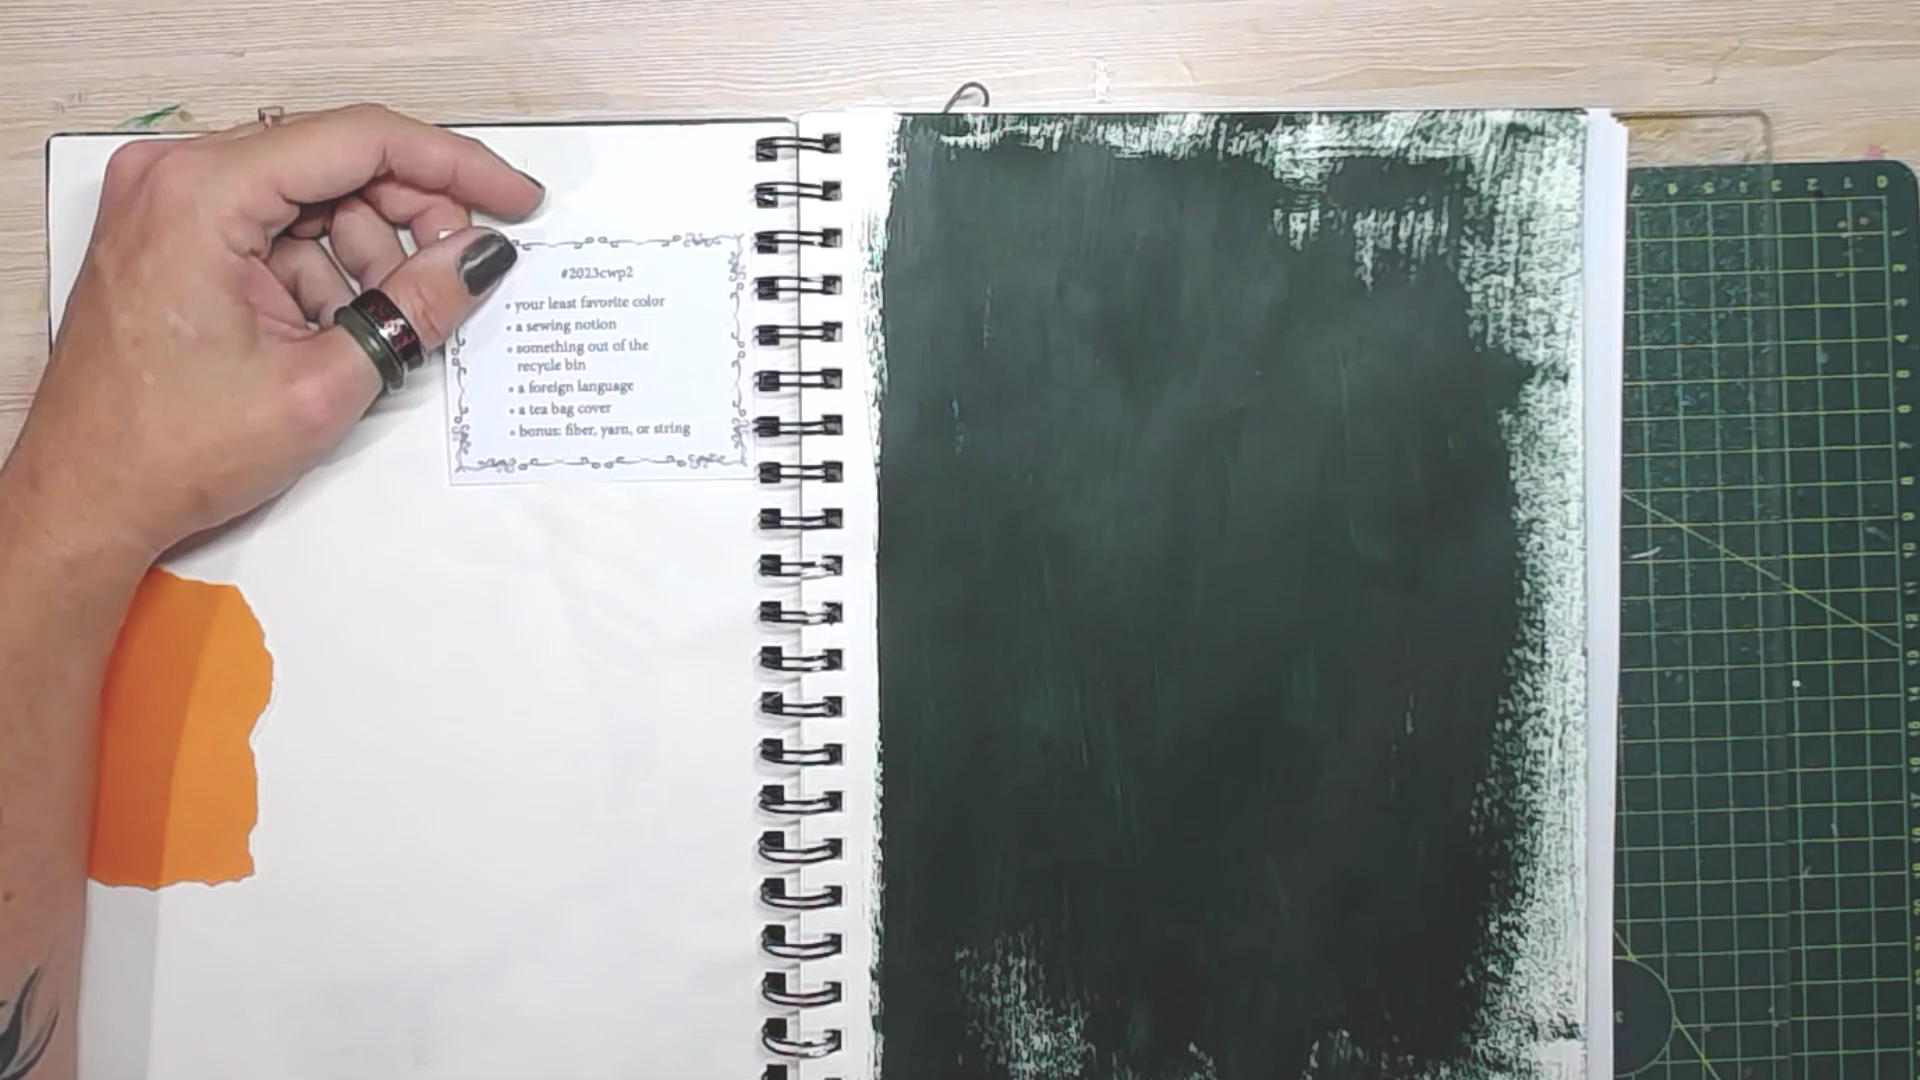 #2023cwp2
• your least favorite color
• a sewing notion
• something out of the
recycle bin
• a foreign language
• a tea bag cover
• bonus: fiber, yarn, or string